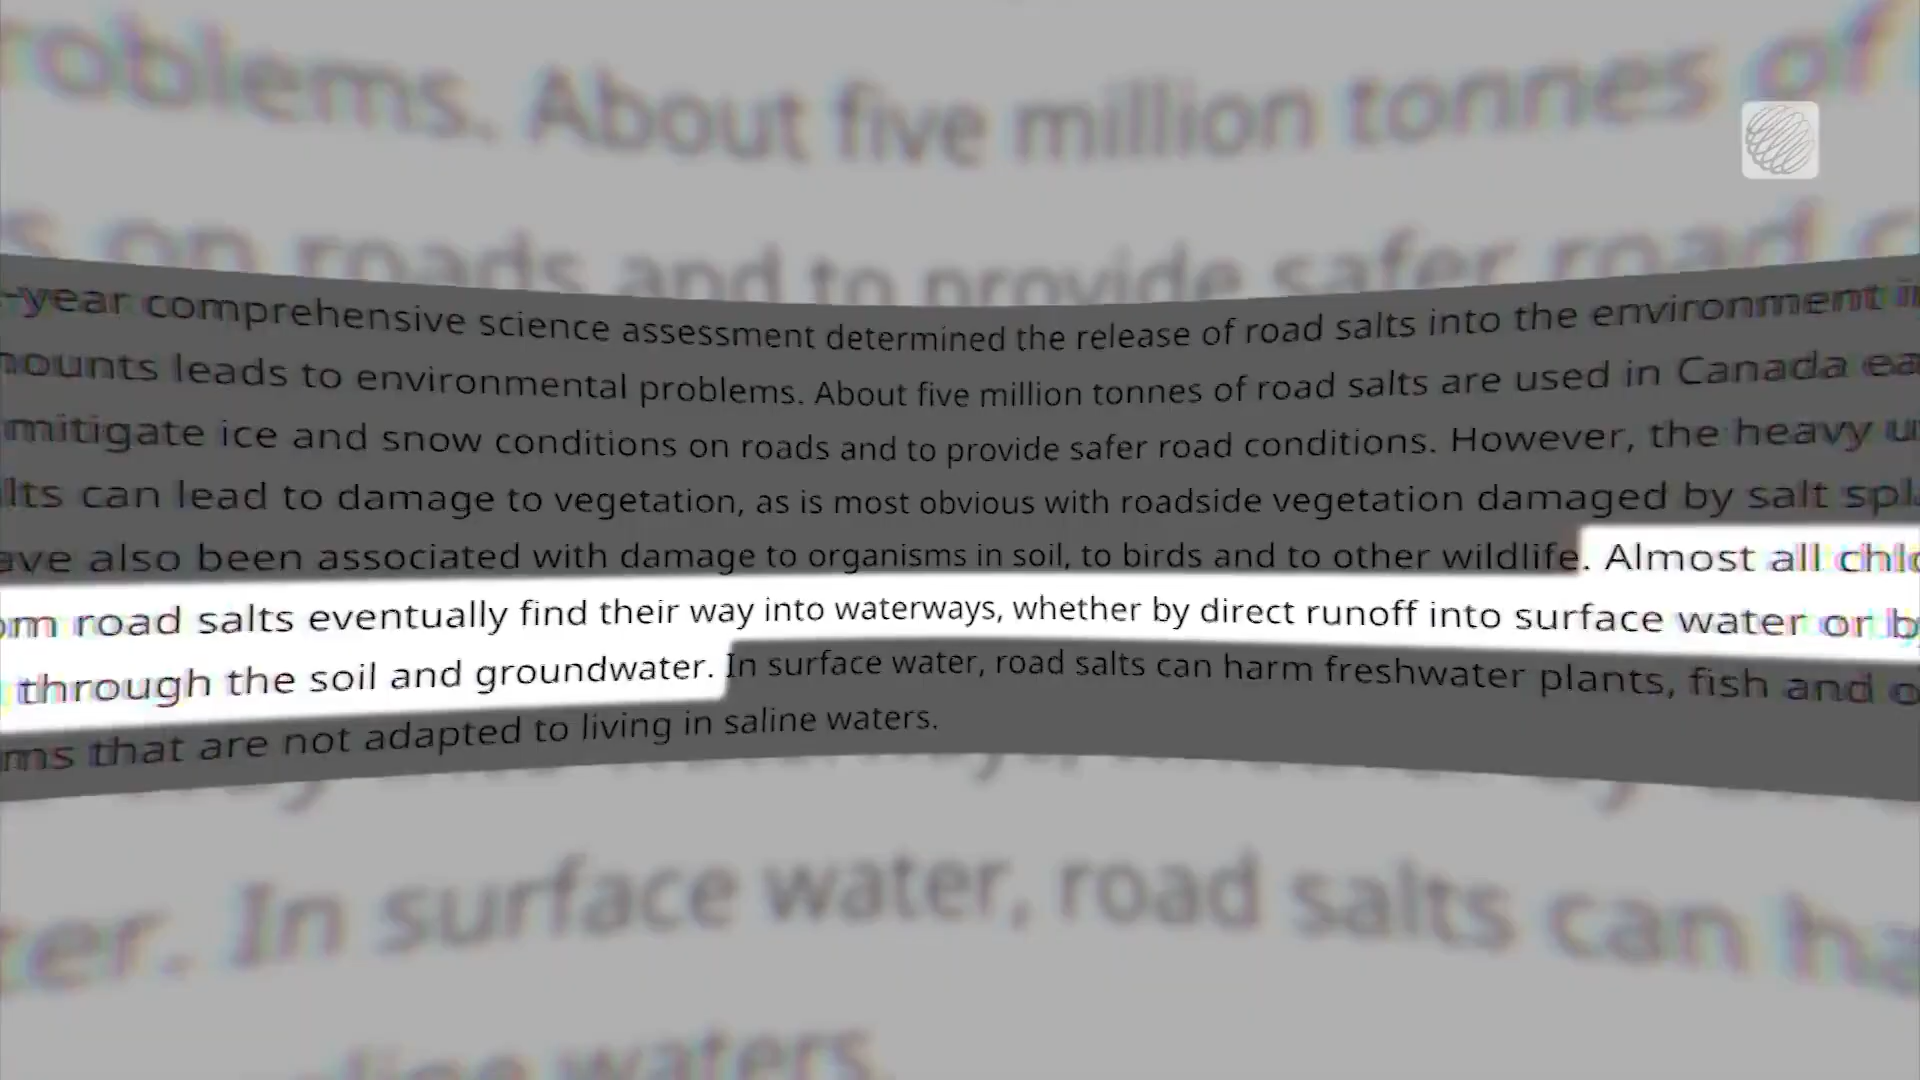 roblems. About five million tonnes of
on roads and to provide safer road
-year comprehensive science assessment determined the release of road salts into the environment
mounts leads to environmental problems. About five million tonnes of road salts are used in Canada ea
mitigate ice and snow conditions on roads and to provide safer road conditions. However, the heavy u
lts can lead to damage to vegetation, as is most obvious with roadside vegetation damaged by salt spl
ave also been associated with damage to organisms in soil, to birds and to other wildlife. Almost all chlo
om road salts eventually find their way into waterways, whether by direct runoff into surface water or by
through the soil and groundwater. In surface water, road salts can harm freshwater plants, fish and o
ms that are not adapted to living in saline waters.
ter. In surface water, road salts can ha
saline waters.